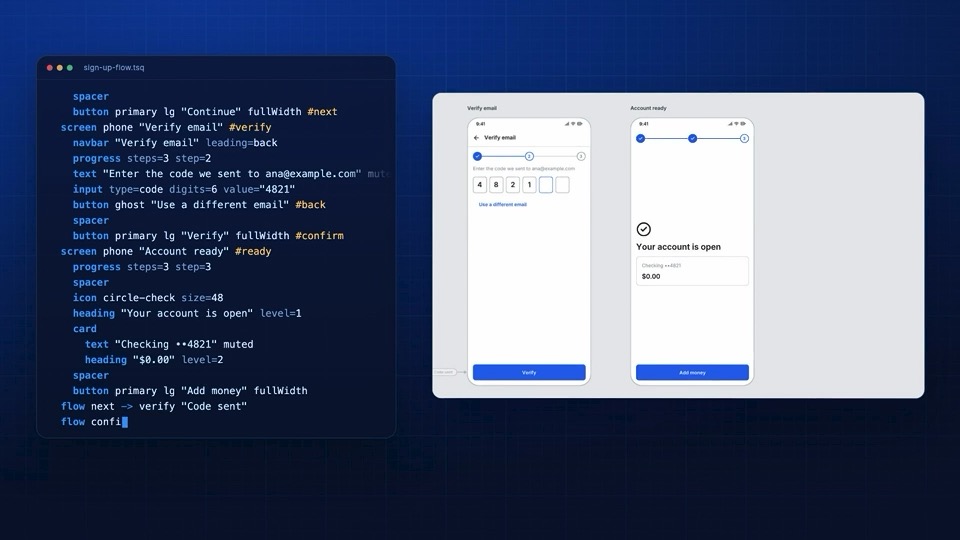 sign-up-flow.tsq
spacer
button primary lg "Continue" fullWidth #next
screen phone "Verify email" #verify
navbar "Verify email" leading=back
progress steps=3 step=2
text "Enter the code we sent to ana@example.com" mute
input type=code digits=6 value="4821"
button ghost "Use a different email" #back
spacer
button primary lg "Verify" fullWidth #confirm
screen phone "Account ready" #ready
progress steps=3 step=3
spacer
icon circle-check size=48
heading "Your account is open" level=1
card
text "Checking ••4821" muted
heading "$0.00" level=2
spacer
button primary lg "Add money" fullWidth
flow next -> verify "Code sent"
flow confi
Verify email
9:41
Verify email
2
3
Enter the code we sent to ana@example.com
4 8 2 1
Use a different email
Verify
Account ready
9:41
3
Your account is open
Checking ••4821
$0.00
Add money